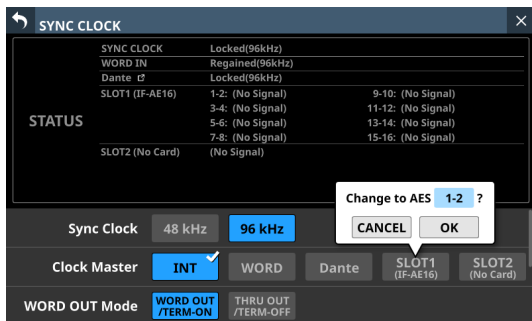 SYNC CLOCK
SYNC CLOCK Locked(96kHz)
WORD IN Regained(96kHz)
Dante Locked(96kHz)
STATUS
SLOT1 (IF-AE16) 1-2: (No Signal) 9-10: (No Signal)
3-4: (No Signal) 11-12: (No Signal)
5-6: (No Signal) 13-14: (No Signal)
7-8: (No Signal) 15-16: (No Signal)
SLOT2 (No Card) (No Signal)
Change to AES 1-2 ?
CANCEL OK
Sync Clock 48 kHz 96 kHz
Clock Master INT WORD Dante SLOT1 (IF-AE16) SLOT2 (No Card)
WORD OUT Mode WORD OUT /TERM-ON THRU OUT /TERM-OFF